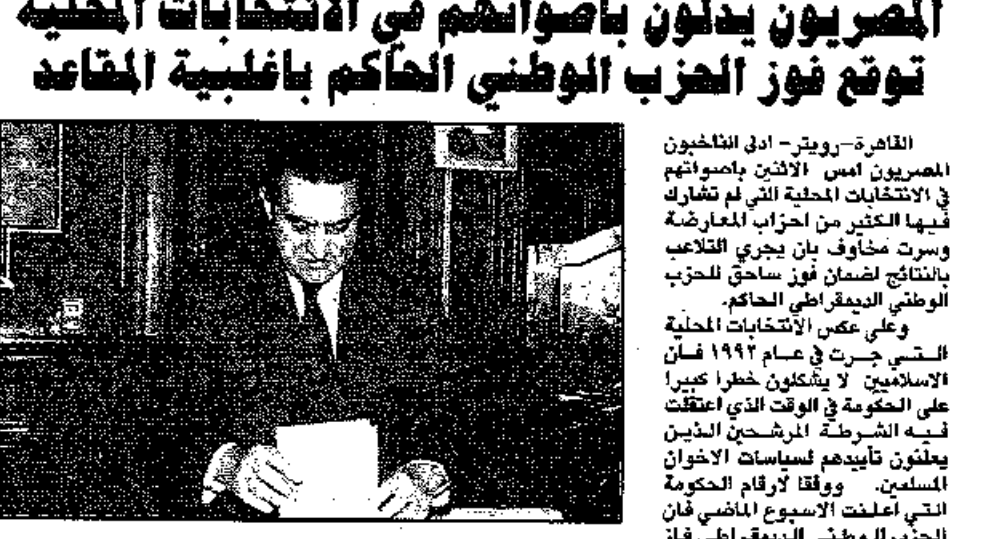 المصريون يدلون باصواتهم في الانتخابات المحلية
توقع فوز الحزب الوطني الحاكم باغلبية المقاعد
القاهرة–رويتر– ادلى الناخبون
المصريون امس الاثنين باصواتهم
في الانتخابات المحلية التي لم تشارك
فيها الكثير من احزاب المعارضة
وسرت مخاوف بان يجري التلاعب
بالنتائج لضمان فوز ساحق للحزب
الوطني الديمقراطي الحاكم.
وعلى عكس الانتخابات المحلية
التي جرت في عام ١٩٩٢ فان
الاسلاميين لا يشكلون خطرا كبيرا
على الحكومة في الوقت الذي اعتقلت
فيه الشرطة المرشحين الذين
يعلنون تأييدهم لسياسات الاخوان
المسلمين. ووفقا لارقام الحكومة
التي اعلنت الاسبوع الماضي فان
الحزب الوطني الديمقراطي فاز